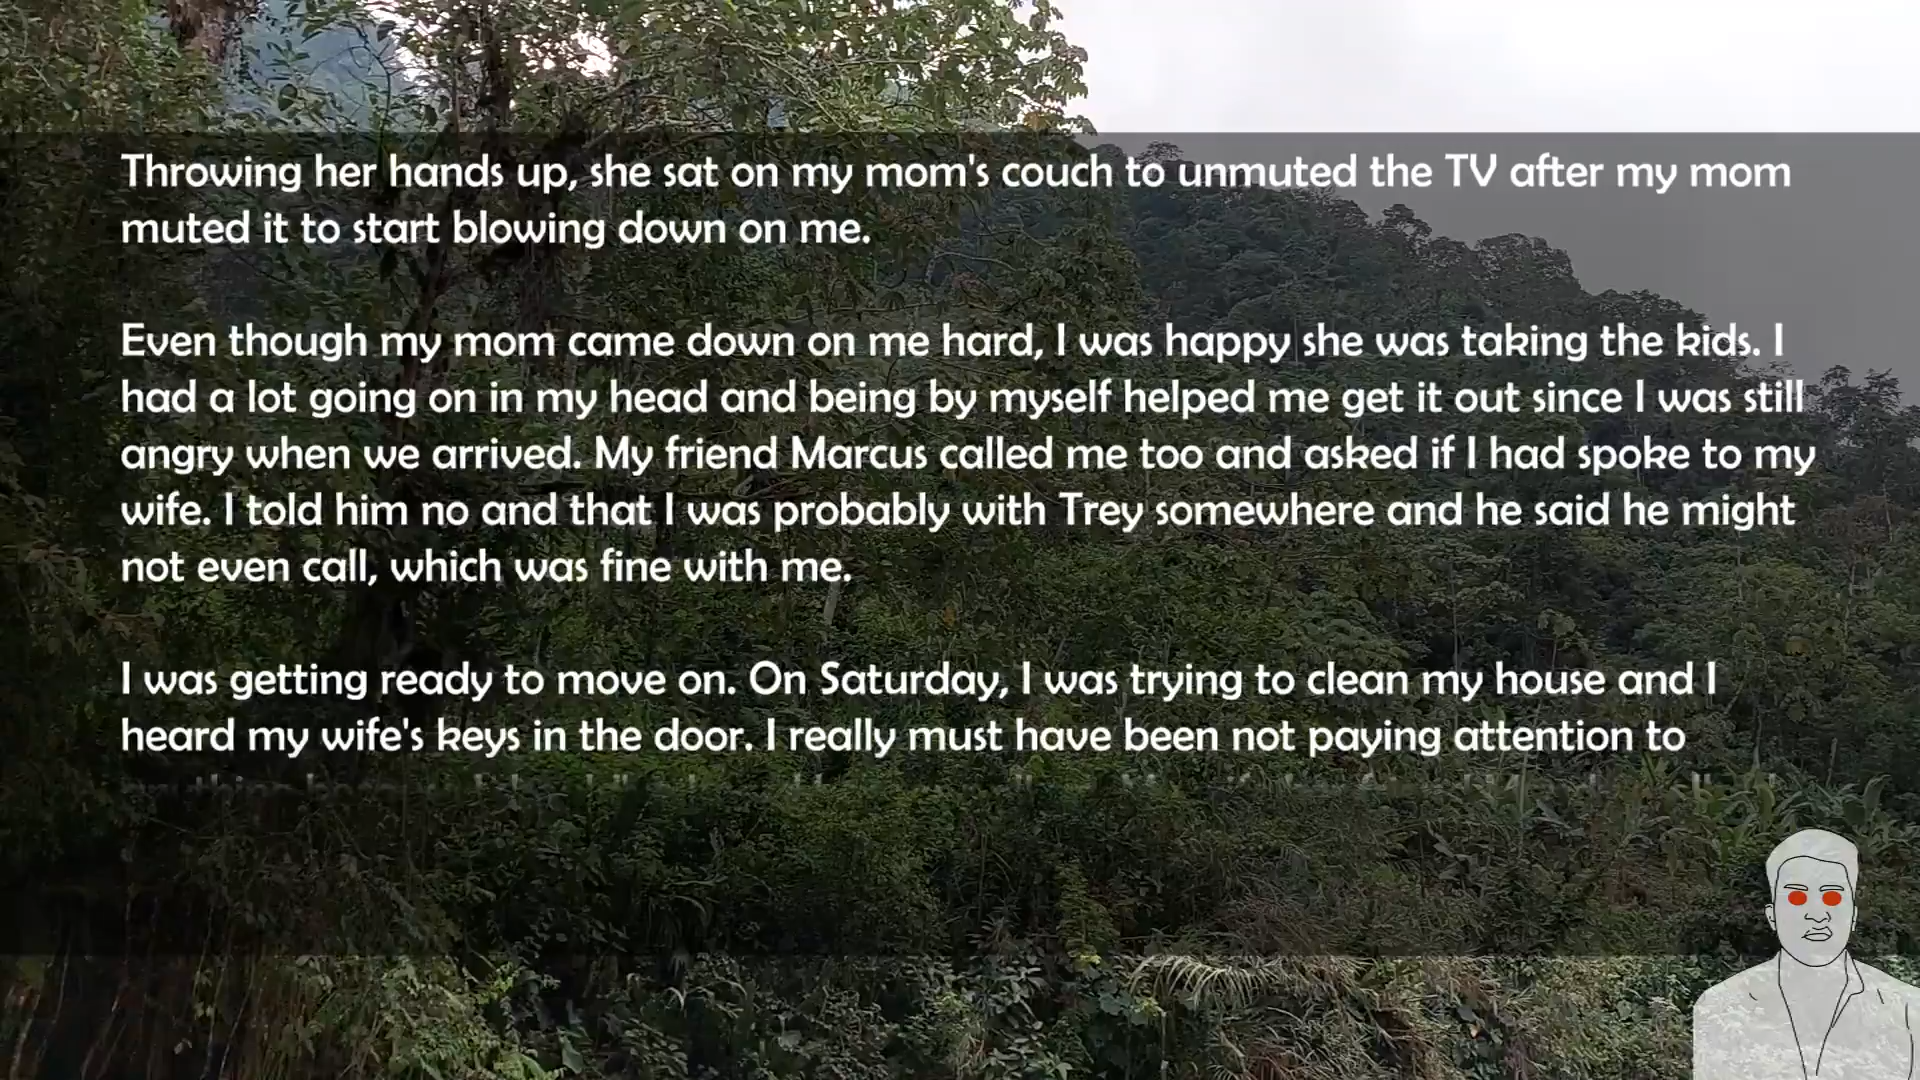 Throwing her hands up, she sat on my mom's couch to unmuted the TV after my mom
muted it to start blowing down on me.
Even though my mom came down on me hard, I was happy she was taking the kids. I
had a lot going on in my head and being by myself helped me get it out since I was still
angry when we arrived. My friend Marcus called me too and asked if I had spoke to my
wife. I told him no and that I was probably with Trey somewhere and he said he might
not even call, which was fine with me.
I was getting ready to move on. On Saturday, I was trying to clean my house and I
heard my wife's keys in the door. I really must have been not paying attention to